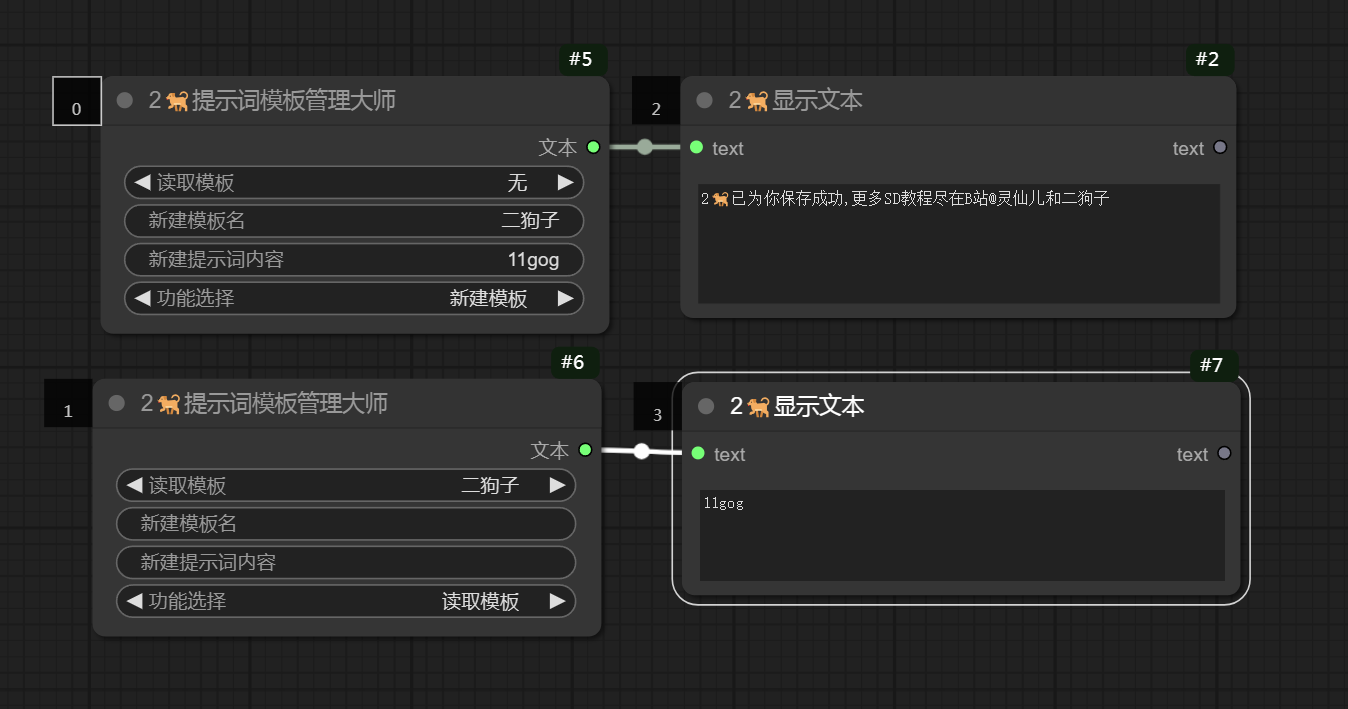 #5
0
2🐕提示词模板管理大师
文本
读取模板 无
新建模板名 二狗子
新建提示词内容 11gog
功能选择 新建模板
#2
2
2🐕显示文本
text text
2🐕已为你保存成功,更多SD教程尽在B站@灵仙儿和二狗子
#6
1
2🐕提示词模板管理大师
文本
读取模板 二狗子
新建模板名
新建提示词内容
功能选择 读取模板
#7
3
2🐕显示文本
text text
11gog